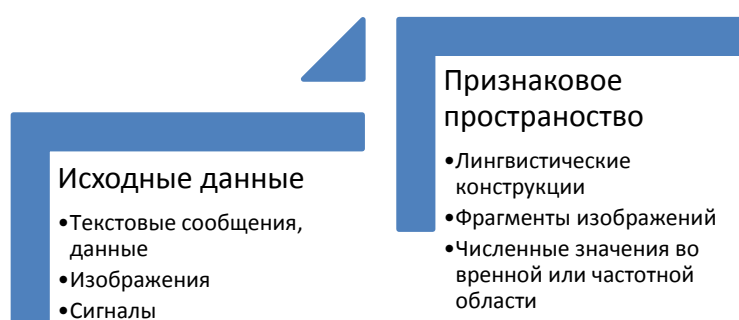 Исходные данные
•Текстовые сообщения,
данные
•Изображения
•Сигналы
Признаковое
пространоство
•Лингвистические
конструкции
•Фрагменты изображений
•Численные значения во
вренной или частотной
области